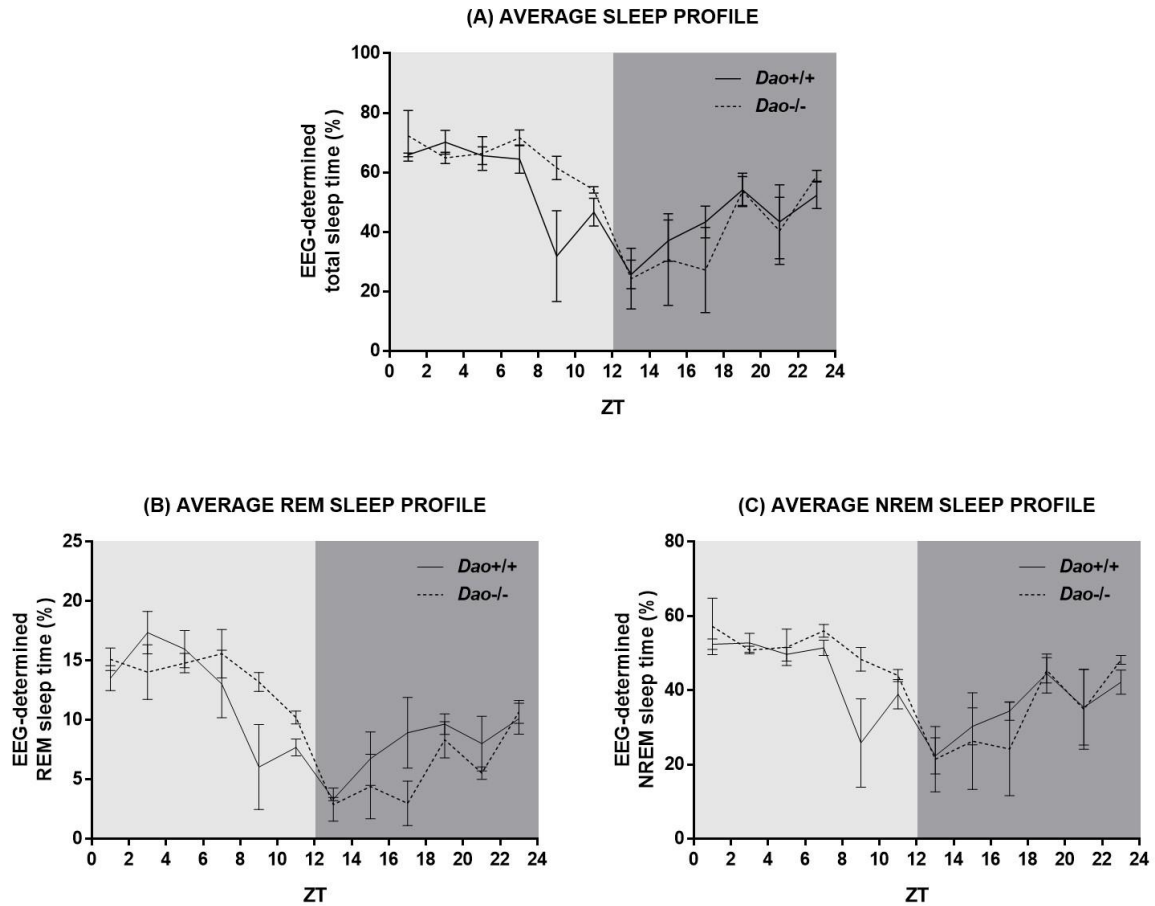 (A) AVERAGE SLEEP PROFILE
100
80
60
40
20
0
EEG-determined
total sleep time (%)
Dao+/+
Dao-/-
0 2 4 6 8 10 12 14 16 18 20 22 24
ZT
(B) AVERAGE REM SLEEP PROFILE
25
20
15
10
5
0
EEG-determined
REM sleep time (%)
Dao+/+
Dao-/-
0 2 4 6 8 10 12 14 16 18 20 22 24
ZT
(C) AVERAGE NREM SLEEP PROFILE
80
60
40
20
0
EEG-determined
NREM sleep time (%)
Dao+/+
Dao-/-
0 2 4 6 8 10 12 14 16 18 20 22 24
ZT